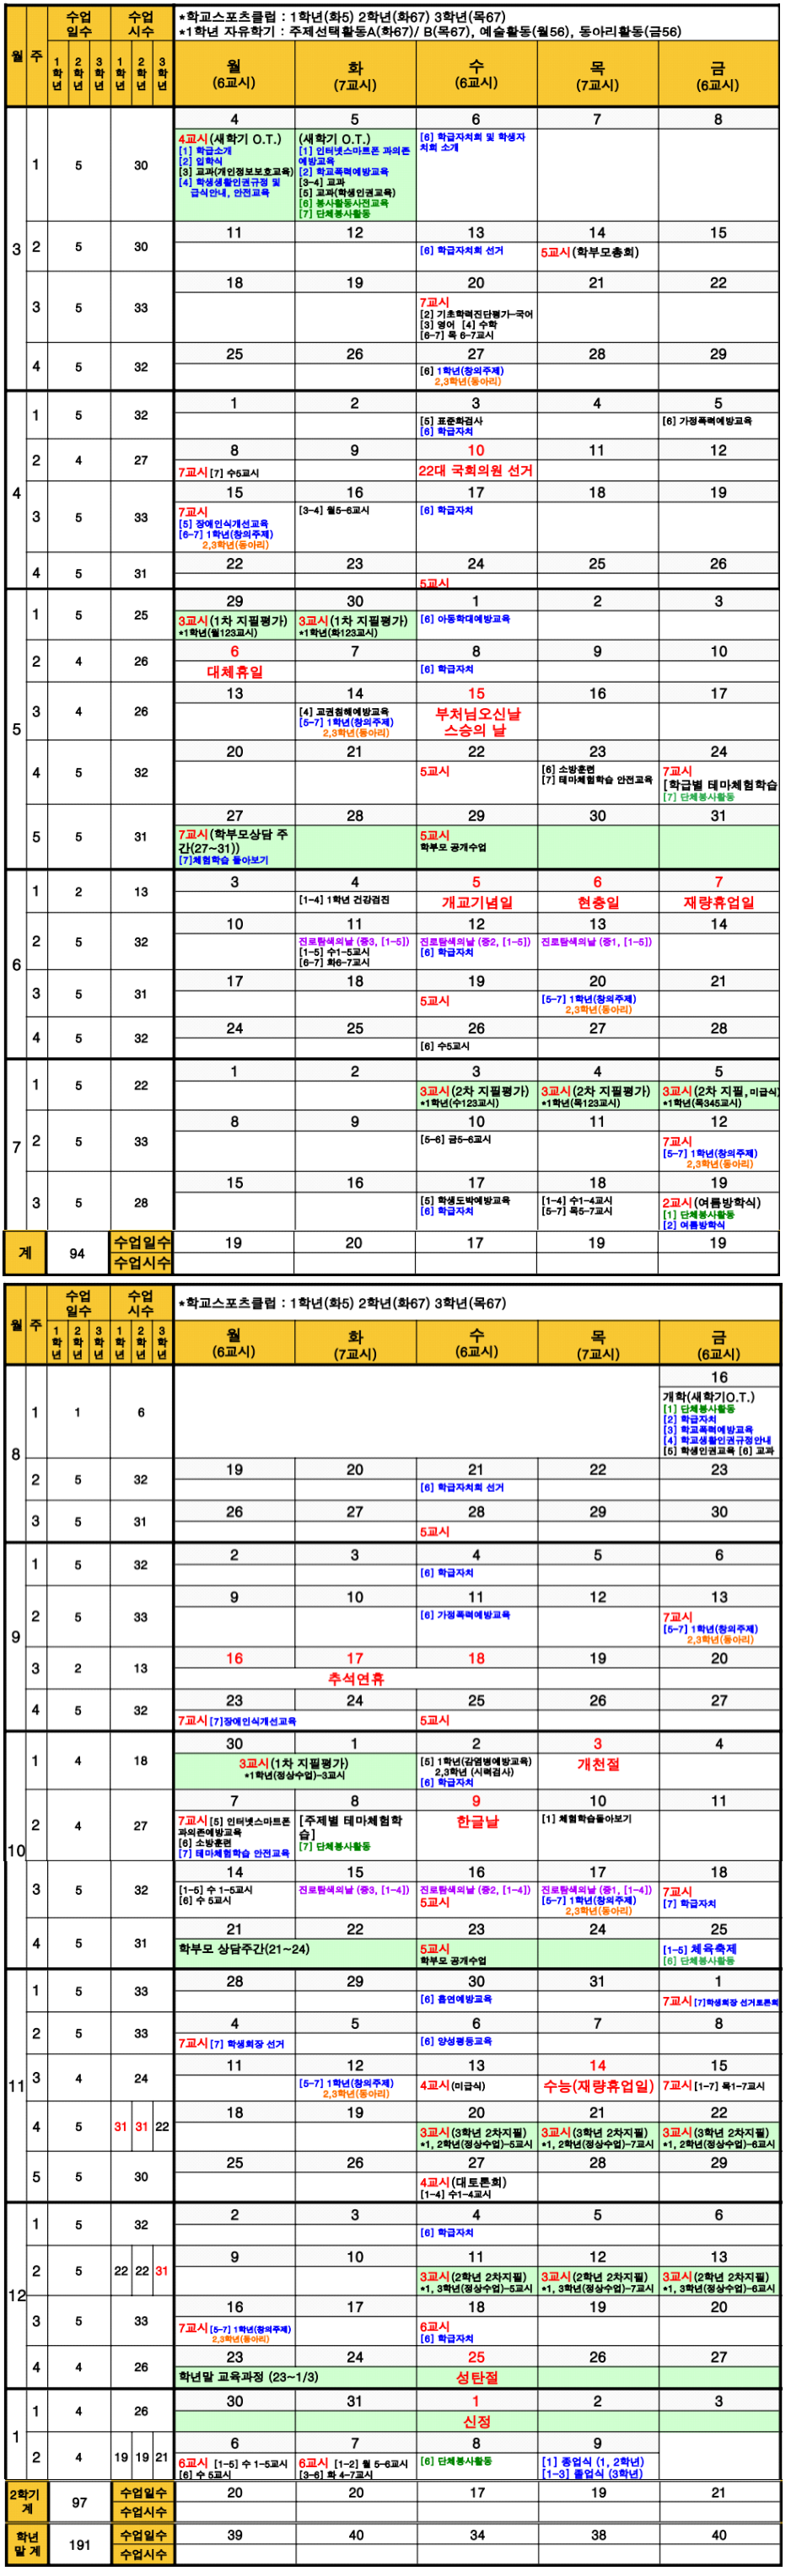 월 주 수업 일수 수업 시수
*학교스포츠클럽 : 1학년(화5) 2학년(화67) 3학년(목67)
*1학년 자유학기 : 주제선택활동A(화67)/ B(목67), 예술활동(월56), 동아리활동(금56)
1학년 2학년 3학년 1학년 2학년 3학년
월 (6교시) 화 (7교시) 수 (6교시) 목 (7교시) 금 (6교시)
3
1 5 30
4 5 6 7 8
4교시(새학기 O.T.)
[1] 학급소개
[2] 입학식
[3] 교과(개인정보보호교육)
[4] 학생생활인권규정 및
급식안내, 안전교육
(새학기 O.T.)
[1] 인터넷스마트폰 과의존
예방교육
[2] 학교폭력예방교육
[3-4] 교과
[5] 교과(학생인권교육)
[6] 봉사활동사전교육
[7] 단체봉사활동
[6] 학급자치회 및 학생자
치회 소개
2 5 30
11 12 13 14 15
[6] 학급자치회 선거
5교시(학부모총회)
3 5 33
18 19 20 21 22
7교시
[2] 기초학력진단평가-국어
[3] 영어 [4] 수학
[6-7] 목 6-7교시
4 5 32
25 26 27 28 29
[6] 1학년(창의주제)
2,3학년(동아리)
4
1 5 32
1 2 3 4 5
[5] 표준화검사
[6] 학급자치
[6] 가정폭력예방교육
2 4 27
8 9 10 11 12
7교시 [7] 수5교시
22대 국회의원 선거
3 5 33
15 16 17 18 19
7교시
[5] 장애인식개선교육
[6-7] 1학년(창의주제)
2,3학년(동아리)
[3-4] 월5-6교시
[6] 학급자치
4 5 31
22 23 24 25 26
5교시
5
1 5 25
29 30 1 2 3
3교시(1차 지필평가)
*1학년(월123교시)
3교시(1차 지필평가)
*1학년(화123교시)
[6] 아동학대예방교육
2 4 26
6 7 8 9 10
대체휴일
[6] 학급자치
3 4 26
13 14 15 16 17
[4] 교권침해예방교육
[5-7] 1학년(창의주제)
2,3학년(동아리)
부처님오신날
스승의 날
4 5 32
20 21 22 23 24
5교시
[6] 소방훈련
[7] 테마체험학습 안전교육
7교시
[학급별 테마체험학습
[7] 단체봉사활동
5 5 31
27 28 29 30 31
7교시(학부모상담 주
간(27~31))
[7]체험학습 돌아보기
5교시
학부모 공개수업
6
1 2 13
3 4 5 6 7
[1-4] 1학년 건강검진
개교기념일
현충일
재량휴업일
2 5 32
10 11 12 13 14
진로탐색의날 (중3, [1-5])
[1-5] 수1-5교시
[6-7] 화6-7교시
진로탐색의날 (중2, [1-5])
[6] 학급자치
진로탐색의날 (중1, [1-5])
3 5 31
17 18 19 20 21
5교시
[5-7] 1학년(창의주제)
2,3학년(동아리)
4 5 32
24 25 26 27 28
[6] 수5교시
7
1 5 22
1 2 3 4 5
3교시(2차 지필평가)
*1학년(수123교시)
3교시(2차 지필평가)
*1학년(목123교시)
3교시(2차 지필, 미급식)
*1학년(목345교시)
2 5 33
8 9 10 11 12
[5-6] 금5-6교시
7교시
[5-7] 1학년(창의주제)
2,3학년(동아리)
3 5 28
15 16 17 18 19
[5] 학생도박예방교육
[6] 학급자치
[1-4] 수1-4교시
[5-7] 목5-7교시
2교시(여름방학식)
[1] 단체봉사활동
[2] 여름방학식
계 94 수업일수 19 20 17 19 19
수업시수
월 주 수업 일수 수업 시수
*학교스포츠클럽 : 1학년(화5) 2학년(화67) 3학년(목67)
1학년 2학년 3학년 1학년 2학년 3학년
월 (6교시) 화 (7교시) 수 (6교시) 목 (7교시) 금 (6교시)
8
1 1 6
16
개학(새학기O.T.)
[1] 단체봉사활동
[2] 학급자치
[3] 학교폭력예방교육
[4] 학교생활인권규정안내
[5] 학생인권교육 [6] 교과
2 5 32
19 20 21 22 23
[6] 학급자치회 선거
3 5 31
26 27 28 29 30
5교시
9
1 5 32
2 3 4 5 6
[6] 학급자치
2 5 33
9 10 11 12 13
[6] 가정폭력예방교육
7교시
[5-7] 1학년(창의주제)
2,3학년(동아리)
3 2 13
16 17 18 19 20
추석연휴
4 5 32
23 24 25 26 27
7교시 [7]장애인식개선교육
5교시
10
1 4 18
30 1 2 3 4
3교시(1차 지필평가)
*1학년(정상수업)-3교시
[5] 1학년(감염병예방교육)
2,3학년 (시력검사)
[6] 학급자치
개천절
2 4 27
7 8 9 10 11
7교시 [5] 인터넷스마트폰
과의존예방교육
[6] 소방훈련
[7] 테마체험학습 안전교육
[주제별 테마체험학
습]
[7] 단체봉사활동
한글날
[1] 체험학습돌아보기
3 5 32
14 15 16 17 18
[1-5] 수 1-5교시
[6] 수 5교시
진로탐색의날 (중3, [1-4])
진로탐색의날 (중2, [1-4])
5교시
진로탐색의날 (중1, [1-4])
[5-7] 1학년(창의주제)
2,3학년(동아리)
7교시
[7] 학급자치
4 5 31
21 22 23 24 25
학부모 상담주간(21~24)
5교시
학부모 공개수업
[1-5] 체육축제
[6] 단체봉사활동
11
1 5 33
28 29 30 31 1
[6] 흡연예방교육
7교시 [7]학생회장 선거토론회
2 5 33
4 5 6 7 8
7교시 [7] 학생회장 선거
[6] 양성평등교육
3 4 24
11 12 13 14 15
[5-7] 1학년(창의주제)
2,3학년(동아리)
4교시(미급식)
수능(재량휴업일)
7교시 [1-7] 목1-7교시
4 5 31 31 22
18 19 20 21 22
3교시(3학년 2차지필)
*1, 2학년(정상수업)-5교시
3교시(3학년 2차지필)
*1, 2학년(정상수업)-7교시
3교시(3학년 2차지필)
*1, 2학년(정상수업)-6교시
5 5 30
25 26 27 28 29
4교시(대토론회)
[1-4] 수1-4교시
12
1 5 32
2 3 4 5 6
[6] 학급자치
2 5 22 22 31
9 10 11 12 13
3교시(2학년 2차지필)
*1, 3학년(정상수업)-5교시
3교시(2학년 2차지필)
*1, 3학년(정상수업)-7교시
3교시(2학년 2차지필)
*1, 3학년(정상수업)-6교시
3 5 33
16 17 18 19 20
7교시 [5-7] 1학년(창의주제)
2,3학년(동아리)
6교시
[6] 학급자치
4 4 26
23 24 25 26 27
학년말 교육과정 (23~1/3)
성탄절
1
1 4 26
30 31 1 2 3
신정
2 4 19 19 21
6 7 8 9
6교시 [1-5] 수 1-5교시
[6] 수 5교시
6교시 [1-2] 월 5-6교시
[3-6] 화 4-7교시
[6] 단체봉사활동
[1] 종업식 (1, 2학년)
[1-3] 졸업식 (3학년)
2학기 계 97 수업일수 20 20 17 19 21
수업시수
학년 말 계 191 수업일수 39 40 34 38 40
수업시수